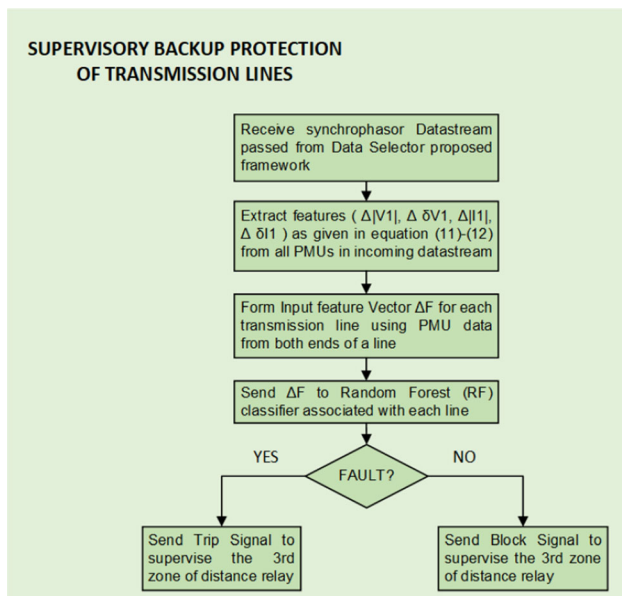 SUPERVISORY BACKUP PROTECTION
OF TRANSMISSION LINES
Receive synchrophasor Datastream
passed from Data Selector proposed
framework
Extract features ( Δ|V1|, Δ δV1, Δ|I1|,
Δ δI1 ) as given in equation (11)-(12)
from all PMUs in incoming datastream
Form Input feature Vector ΔF for each
transmission line using PMU data
from both ends of a line
Send ΔF to Random Forest (RF)
classifier associated with each line
FAULT?
YES
NO
Send Trip Signal to
supervise the 3rd
zone of distance relay
Send Block Signal to
supervise the 3rd zone
of distance relay